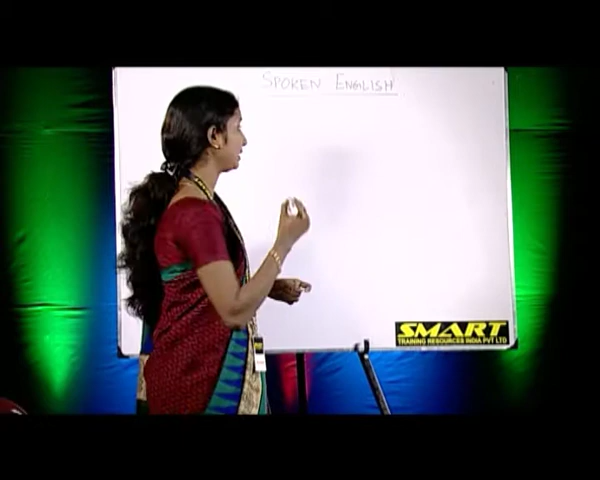 SPOKEN ENGLISH
SMART
TRAINING RESOURCES INDIA PVT LTD